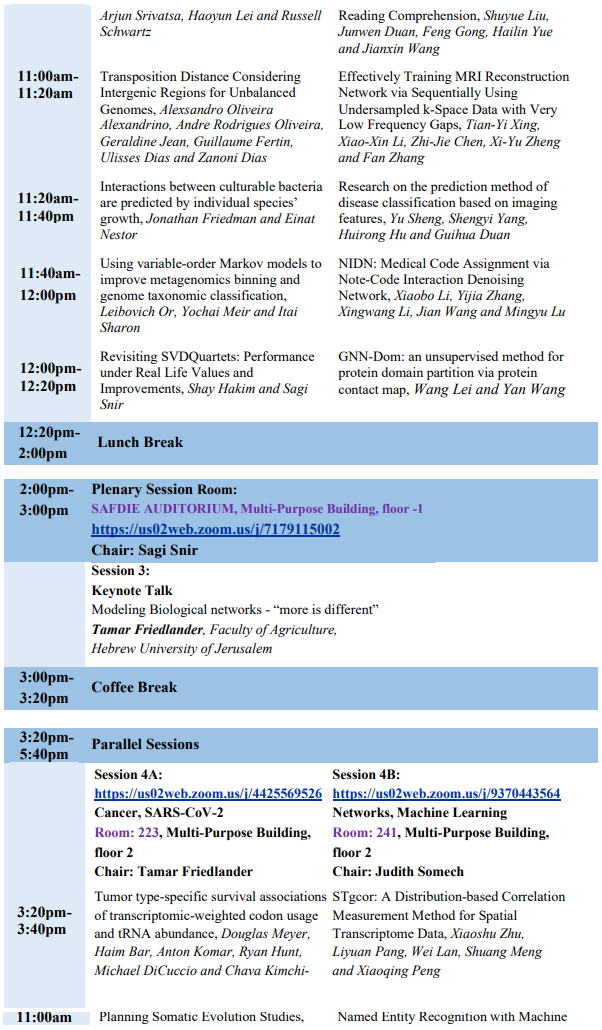 Arjun Srivatsa, Haoyun Lei and Russell
Schwartz
Reading Comprehension, Shuyue Liu,
Junwen Duan, Feng Gong, Hailin Yue
and Jianxin Wang
11:00am-
11:20am
Transposition Distance Considering
Intergenic Regions for Unbalanced
Genomes, Alexsandro Oliveira
Alexandrino, Andre Rodrigues Oliveira,
Geraldine Jean, Guillaume Fertin,
Ulisses Dias and Zanoni Dias
Effectively Training MRI Reconstruction
Network via Sequentially Using
Undersampled k-Space Data with Very
Low Frequency Gaps, Tian-Yi Xing,
Xiao-Xin Li, Zhi-Jie Chen, Xi-Yu Zheng
and Fan Zhang
11:20am-
11:40pm
Interactions between culturable bacteria
are predicted by individual species'
growth, Jonathan Friedman and Einat
Nestor
Research on the prediction method of
disease classification based on imaging
features, Yu Sheng, Shengyi Yang,
Huirong Hu and Guihua Duan
11:40am-
12:00pm
Using variable-order Markov models to
improve metagenomics binning and
genome taxonomic classification,
Leibovich Or, Yochai Meir and Itai
Sharon
NIDN: Medical Code Assignment via
Note-Code Interaction Denoising
Network, Xiaobo Li, Yijia Zhang,
Xingwang Li, Jian Wang and Mingyu Lu
12:00pm-
12:20pm
Revisiting SVDQuartets: Performance
under Real Life Values and
Improvements, Shay Hakim and Sagi
Snir
GNN-Dom: an unsupervised method for
protein domain partition via protein
contact map, Wang Lei and Yan Wang
12:20pm-
2:00pm
Lunch Break
2:00pm-
3:00pm
Plenary Session Room:
SAFDIE AUDITORIUM, Multi-Purpose Building, floor -1
https://us02web.zoom.us/j/7179115002
Chair: Sagi Snir
Session 3:
Keynote Talk
Modeling Biological networks - “more is different”
Tamar Friedlander, Faculty of Agriculture,
Hebrew University of Jerusalem
3:00pm-
3:20pm
Coffee Break
3:20pm-
5:40pm
Parallel Sessions
Session 4A:
https://us02web.zoom.us/j/4425569526
Cancer, SARS-CoV-2
Room: 223, Multi-Purpose Building,
floor 2
Chair: Tamar Friedlander
Session 4B:
https://us02web.zoom.us/j/9370443564
Networks, Machine Learning
Room: 241, Multi-Purpose Building,
floor 2
Chair: Judith Somech
3:20pm-
3:40pm
Tumor type-specific survival associations
of transcriptomic-weighted codon usage
and tRNA abundance, Douglas Meyer,
Haim Bar, Anton Komar, Ryan Hunt,
Michael DiCuccio and Chava Kimchi-
STgcor: A Distribution-based Correlation
Measurement Method for Spatial
Transcriptome Data, Xiaoshu Zhu,
Liyuan Pang, Wei Lan, Shuang Meng
and Xiaoqing Peng
11:00am
Planning Somatic Evolution Studies,
Named Entity Recognition with Machine